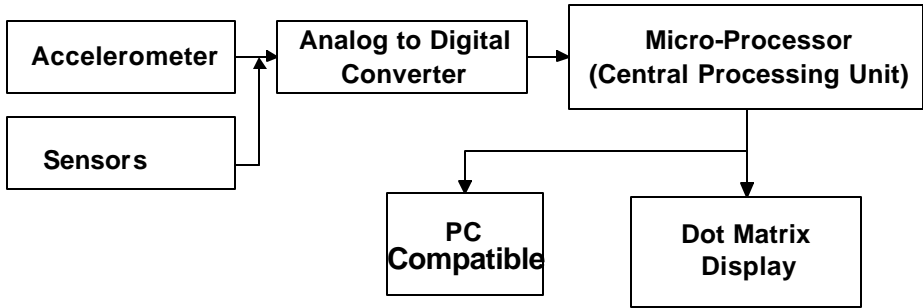 Accelerometer
Analog to Digital
Converter
Micro-Processor
(Central Processing Unit)
Sensors
PC
Compatible
Dot Matrix
Display